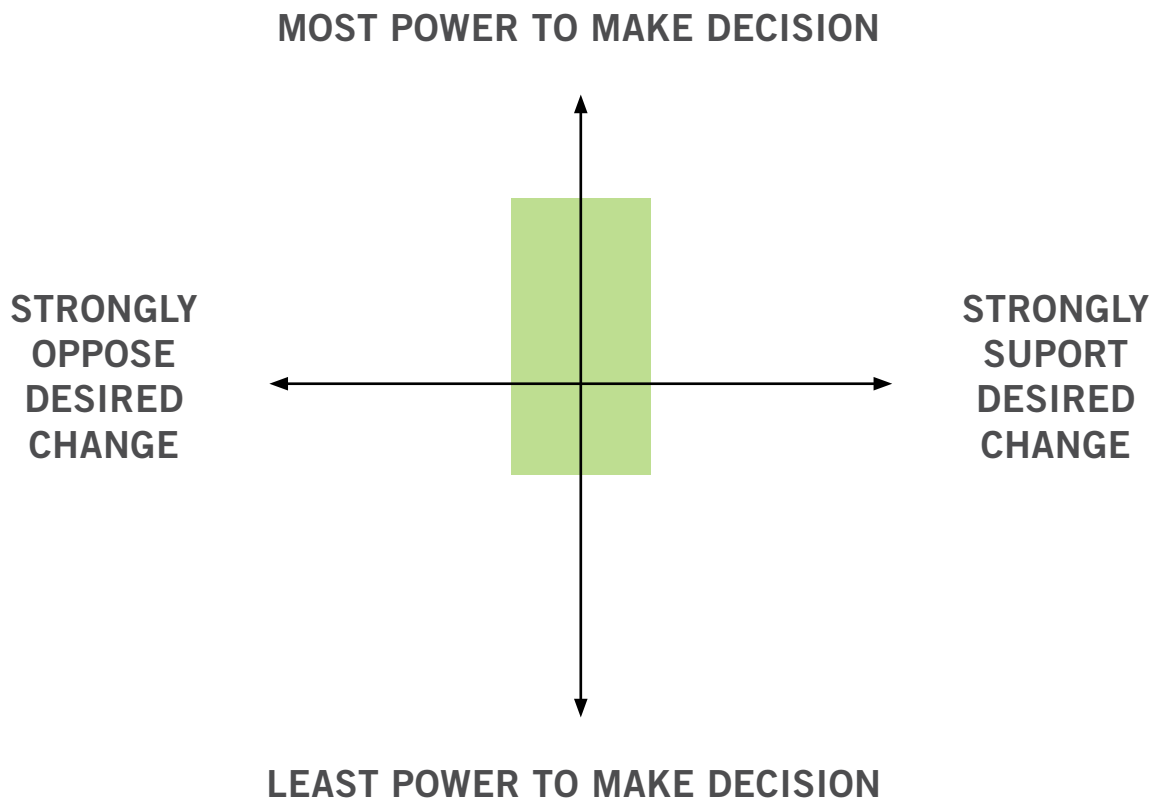 MOST POWER TO MAKE DECISION
STRONGLY
OPPOSE
DESIRED
CHANGE
STRONGLY
SUPORT
DESIRED
CHANGE
LEAST POWER TO MAKE DECISION